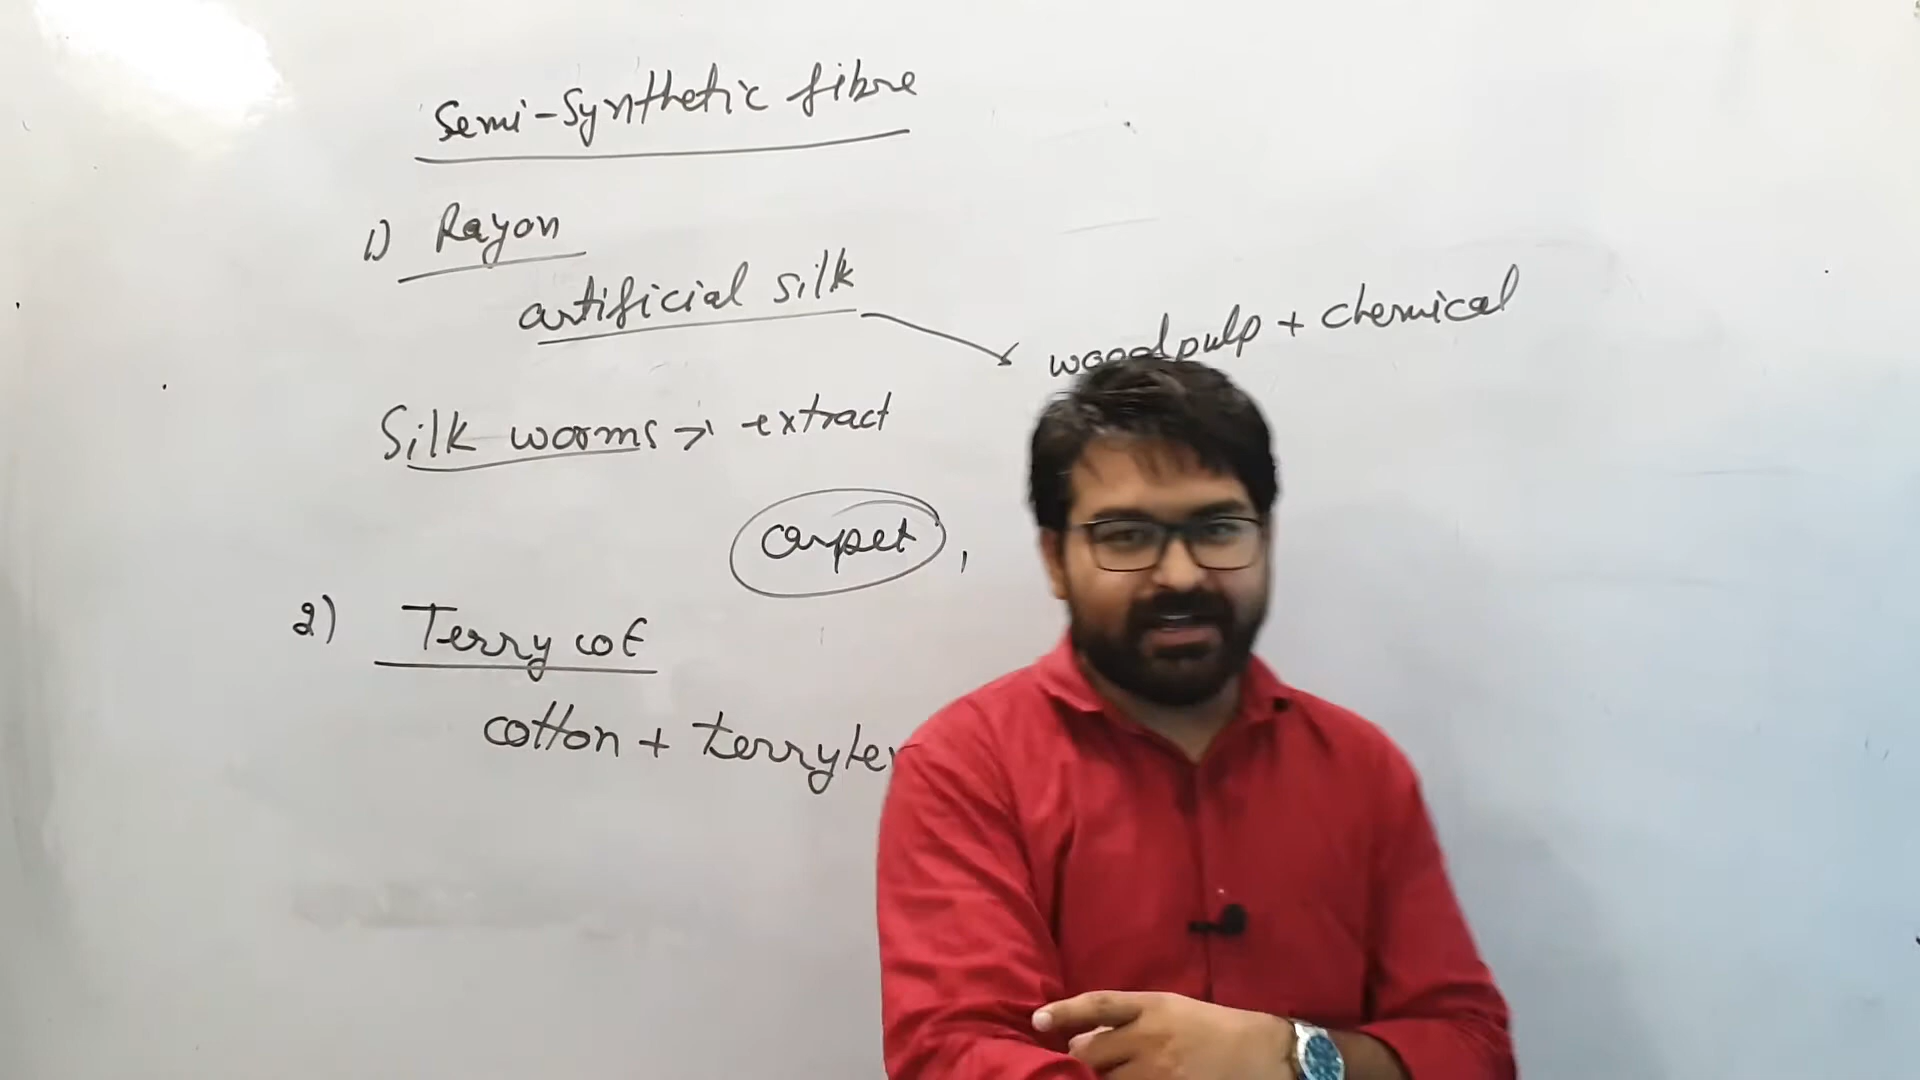 Semi-Synthetic fibre
1) Rayon
artificial silk
woodpulp + chemical
Silk worms → extract
carpet ,
2) Terry cot
cotton + terryle